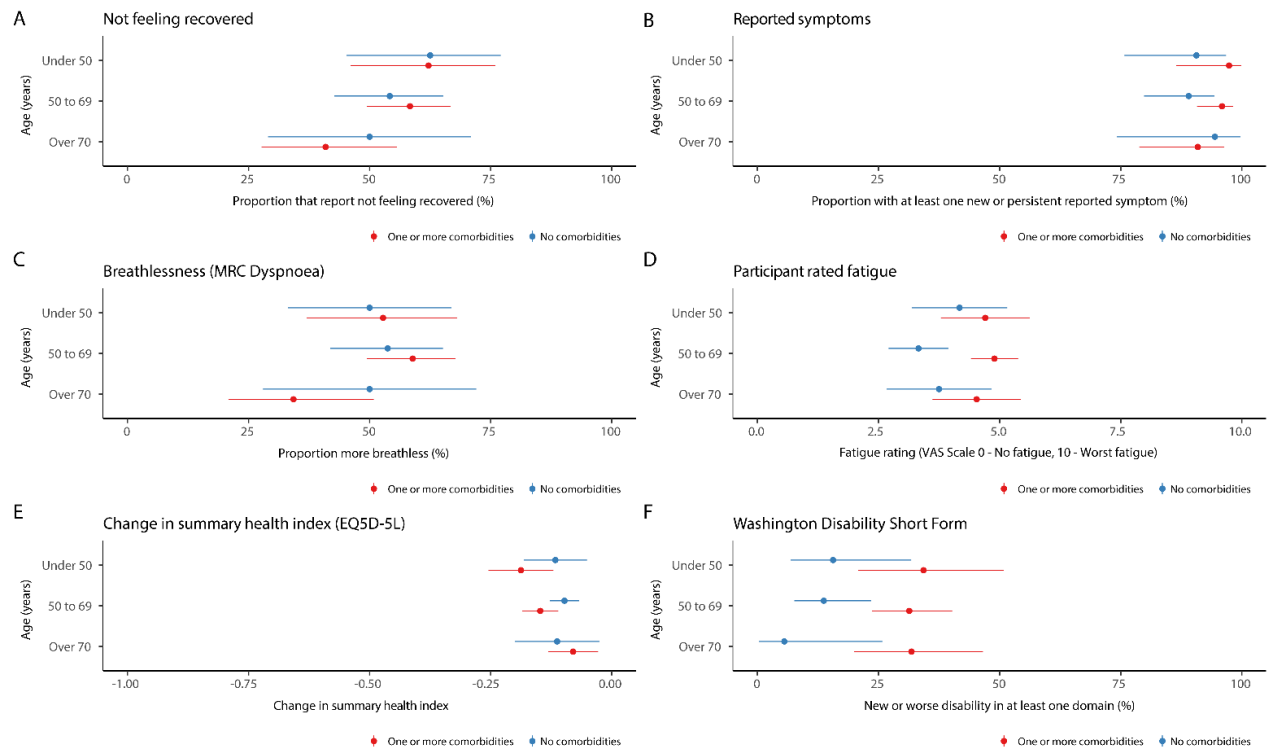 A
Not feeling recovered
Age (years)
Under 50
50 to 69
Over 70
0 25 50 75 100
Proportion that report not feeling recovered (%)
One or more comorbidities No comorbidities
B
Reported symptoms
Age (years)
Under 50
50 to 69
Over 70
0 25 50 75 100
Proportion with at least one new or persistent reported symptom (%)
One or more comorbidities No comorbidities
C
Breathlessness (MRC Dyspnoea)
Age (years)
Under 50
50 to 69
Over 70
0 25 50 75 100
Proportion more breathless (%)
One or more comorbidities No comorbidities
D
Participant rated fatigue
Age (years)
Under 50
50 to 69
Over 70
0.0 2.5 5.0 7.5 10.0
Fatigue rating (VAS Scale 0 - No fatigue, 10 - Worst fatigue)
One or more comorbidities No comorbidities
E
Change in summary health index (EQ5D-5L)
Age (years)
Under 50
50 to 69
Over 70
-1.00 -0.75 -0.50 -0.25 0.00
Change in summary health index
One or more comorbidities No comorbidities
F
Washington Disability Short Form
Age (years)
Under 50
50 to 69
Over 70
0 25 50 75 100
New or worse disability in at least one domain (%)
One or more comorbidities No comorbidities